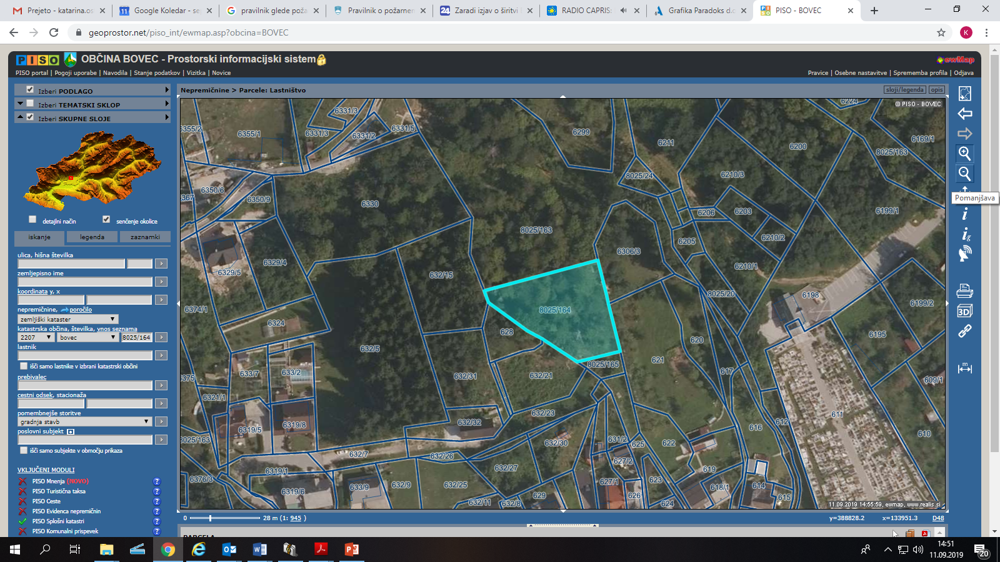 Prejeto - katarina.os
Google Koledar - se
pravilnik glede poža
Pravilnik o požarnem
Zaradi izjav o širitvi
RADIO CAPRIS:
Grafika Paradoks d.o
PISO - BOVEC
geoprostor.net/piso_int/ewmap.asp?obcina=BOVEC
K
PISO OBČINA BOVEC - Prostorski informacijski sistem
ewMap
PISO portal | Pogoji uporabe | Navodila | Stanje podatkov | Vizitka | Novice
Pravice | Osebne nastavitve | Sprememba profila | Odjava
Izberi PODLAGO
Izberi TEMATSKI SKLOP
Izberi SKUPNE SLOJE
detajlni način
senčenje okolice
iskanje
legenda
zaznamki
ulica, hišna številka
zemljepisno ime
koordinata y, x
nepremičnine, poročilo
zemljiški kataster
katastrska občina, številka, vnos seznama
2207
bovec
8025/164
lastnik
išči samo lastnike v izbrani katastrski občini
prebivalec
cestni odsek, stacionaža
pomembnejše storitve
gradnja stavb
poslovni subjekt
išči samo subjekte v območju prikaza
VKLJUČENI MODULI
PISO Mnenja (NOVO)
PISO Turistična taksa
PISO Ceste
PISO Evidenca nepremičnin
PISO Splošni katastri
PISO Komunalni prispevek
Nepremičnine > Parcele: Lastništvo
sloji/legenda
opis
© PISO - BOVEC
6331/3
6224
6355/2
6355/1
6331/3
6331/2
6331/5
6299
6211
6200
6169/1
8025/163
8025/24
6210/3
6350/6
6350/9
367
6330
6206
6203
6199/1
8025/163
6205
6210/2
6306/3
6329/4
6329/5
632/15
6210/1
8025/20
6198
6199/2
6374/1
8025/164
6324
628
6195
632/5
620
621
8025/165
633/7
633/2
632/31
632/21
617
609/1
6375
6321/1
632/23
611
6319/5
6319/8
632/32
616
612
610
8025/163
631/2
625
622
632/30
632/7
632/26
627/2
619
6319/1
632/27
6376/3
632/9
632/25
627/1
623
618/1
614
6319/6
633/9
629
626
615
632/11
632/8
624
11.09.2019 14:55:59, ewmap, www.realis.si
0
28 m (1: 945 )
y=388828.2
x=133951.3
D48
PARCELA
Pomanjšava
i
i g
3D
m
14:51
11.09.2019
20